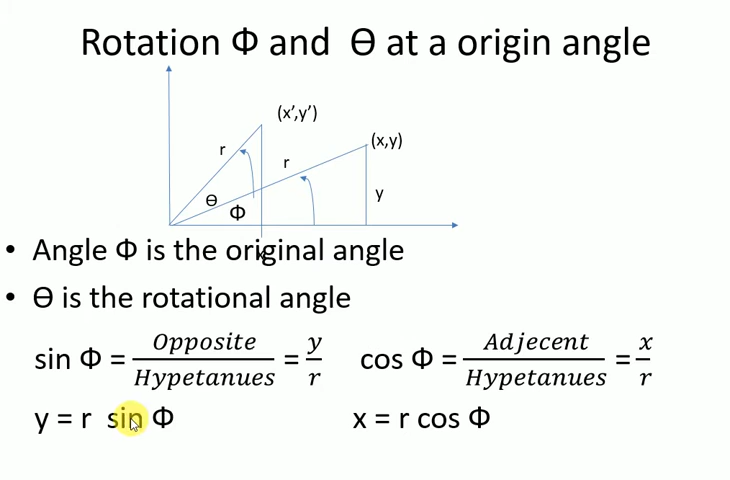 Rotation Φ and Ɵ at a origin angle
(x’,y’)
(x,y)
r
r
y
Ɵ
Φ
• Angle Φ is the original angle
• Ɵ is the rotational angle
sin Φ = Opposite/Hypetanues = y/r
cos Φ = Adjecent/Hypetanues = x/r
y = r sin Φ
x = r cos Φ